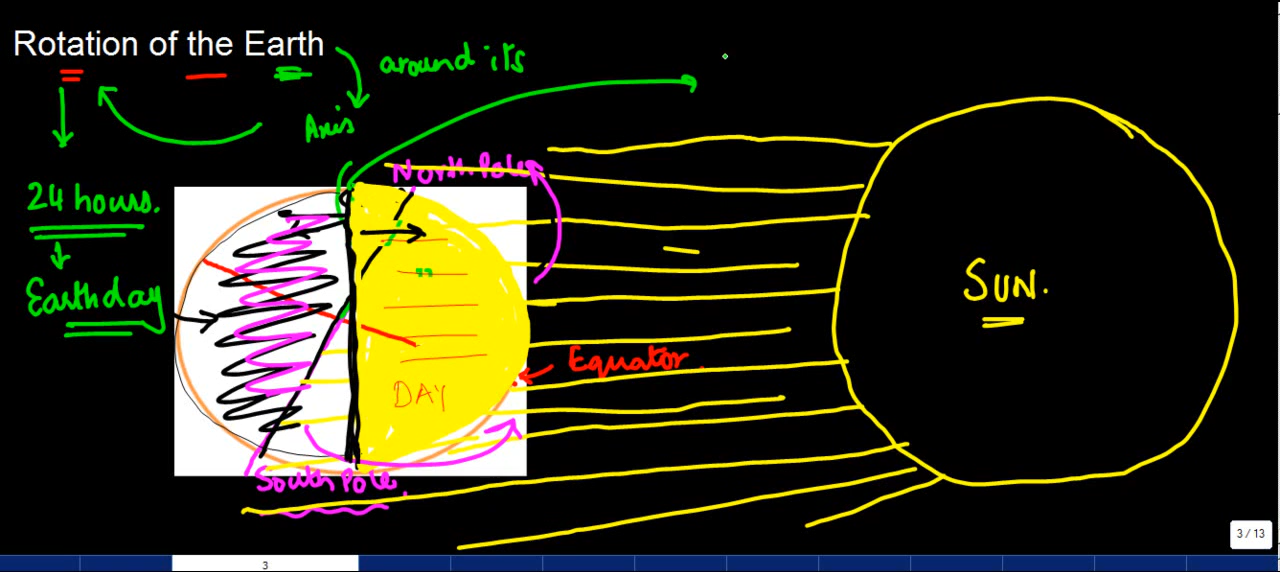 Rotation of the Earth
around its
Axis
North Pole
24 hours.
Earthday
SUN.
Equator.
DAY
South Pole.
3 / 13
3